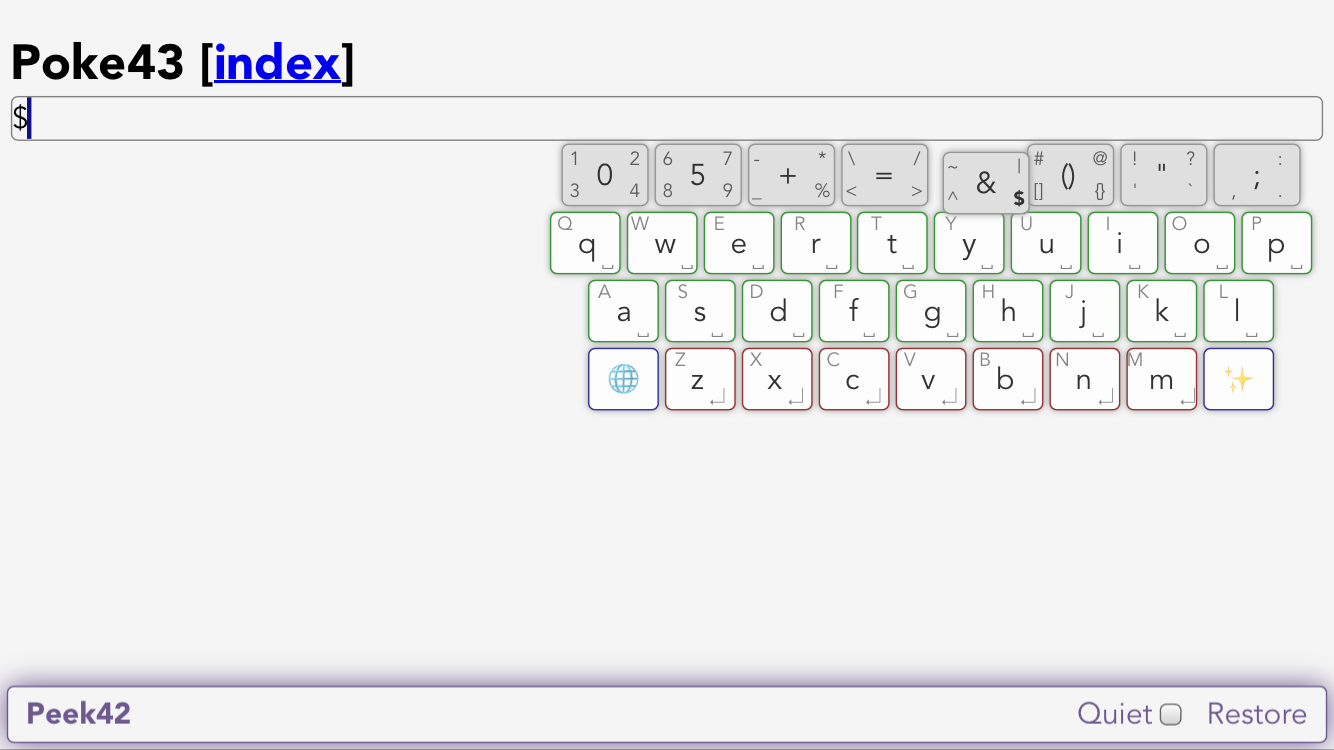 Poke43 [index]
$
1 2 0 3 4 6 7 5 8 9 - * + _ % \ / = < > ~ | & ^ $ # @ () [] {} ! ? " ' ` : ; , .
Q q ␣ W w ␣ E e ␣ R r ␣ T t ␣ Y y ␣ U u ␣ I i ␣ O o ␣ P p ␣
A a ␣ S s ␣ D d ␣ F f ␣ G g ␣ H h ␣ J j ␣ K k ␣ L l ␣
🌐 Z z ↵ X x ↵ C c ↵ V v ↵ B b ↵ N n ↵ M m ↵ ✨
Peek42 Quiet Restore